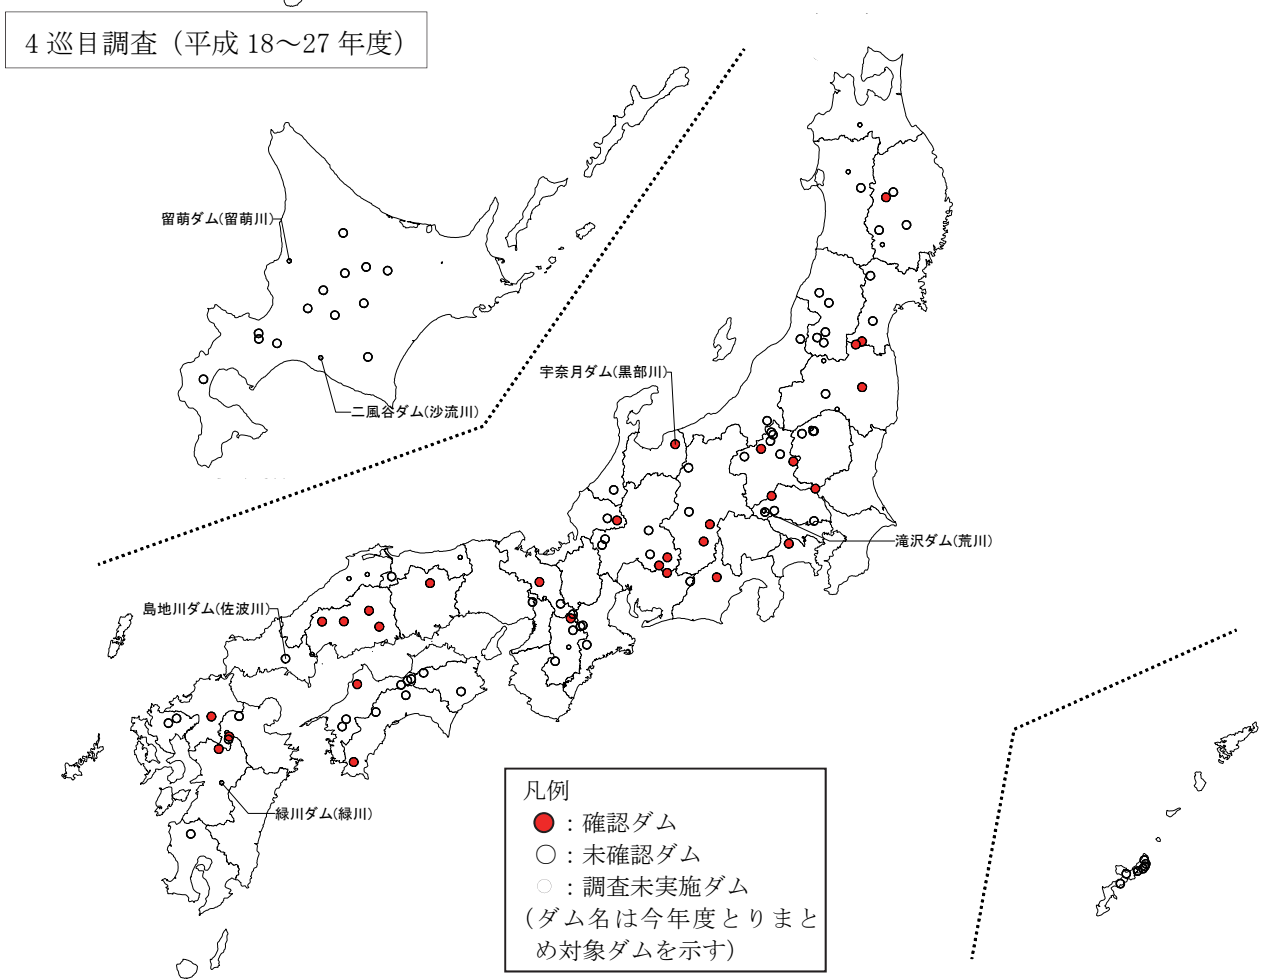 4巡目調査（平成 18～27 年度）
留萌ダム(留萌川)
二風谷ダム(沙流川)
宇奈月ダム(黒部川)
滝沢ダム(荒川)
島地川ダム(佐波川)
緑川ダム(緑川)
凡例
：確認ダム
：未確認ダム
：調査未実施ダム
（ダム名は今年度とりまと
め対象ダムを示す）